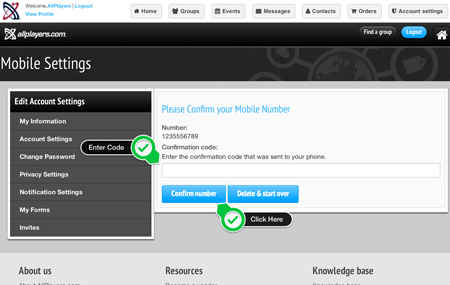 Welcome,AllPlayers | Logout
View Profile
Home
Groups
Events
Messages
Contacts
Orders
Account settings
allplayers.com
Find a group
Logout
Mobile Settings
Edit Account Settings
My Information
Account Settings
Change Password
Privacy Settings
Notification Settings
My Forms
Invites
Please Confirm your Mobile Number
Number:
1235556789
Confirmation code:
Enter the confirmation code that was sent to your phone.
Enter Code
Confirm number
Delete & start over
Click Here
About us
Resources
Knowledge base